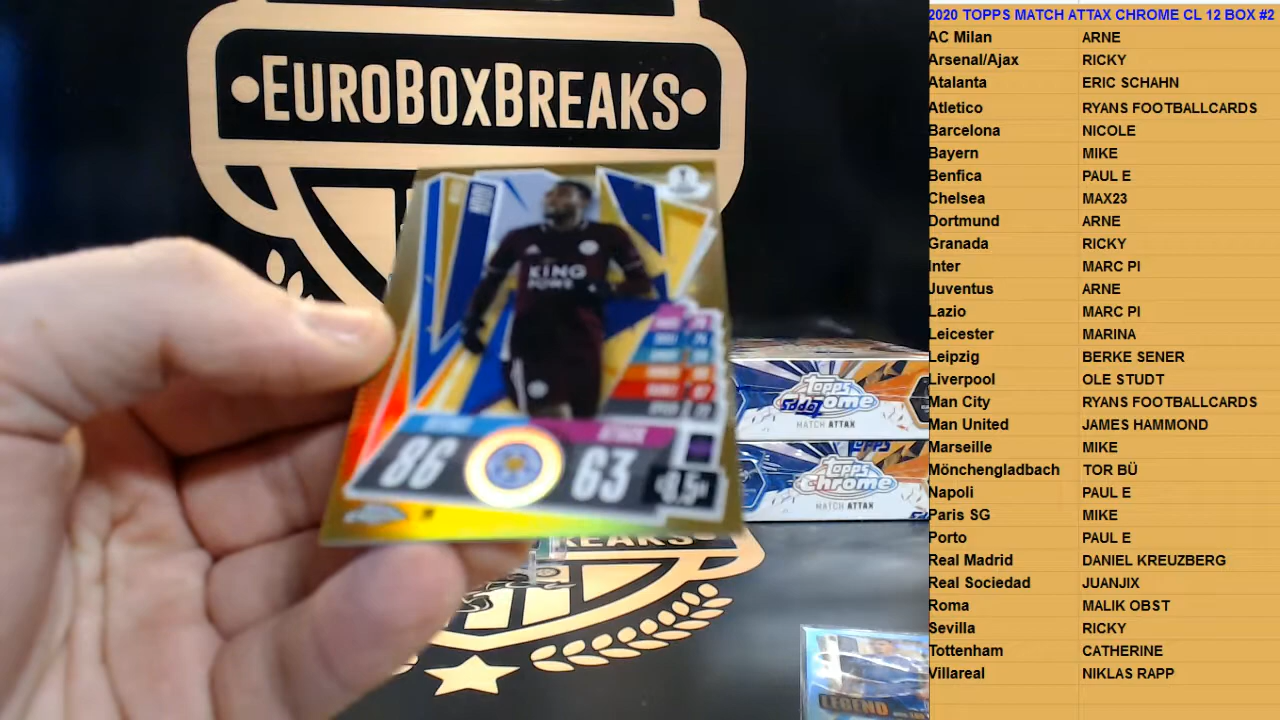 EUROBOXBREAKS
KING
POWER
86
63
8.5M
topps
chrome
MATCH ATTAX
topps
chrome
MATCH ATTAX
LEGEND
2020 TOPPS MATCH ATTAX CHROME CL 12 BOX #2
AC Milan ARNE
Arsenal/Ajax RICKY
Atalanta ERIC SCHAHN
Atletico RYANS FOOTBALLCARDS
Barcelona NICOLE
Bayern MIKE
Benfica PAUL E
Chelsea MAX23
Dortmund ARNE
Granada RICKY
Inter MARC PI
Juventus ARNE
Lazio MARC PI
Leicester MARINA
Leipzig BERKE SENER
Liverpool OLE STUDT
Man City RYANS FOOTBALLCARDS
Man United JAMES HAMMOND
Marseille MIKE
Mönchengladbach TOR BÜ
Napoli PAUL E
Paris SG MIKE
Porto PAUL E
Real Madrid DANIEL KREUZBERG
Real Sociedad JUANJIX
Roma MALIK OBST
Sevilla RICKY
Tottenham CATHERINE
Villareal NIKLAS RAPP